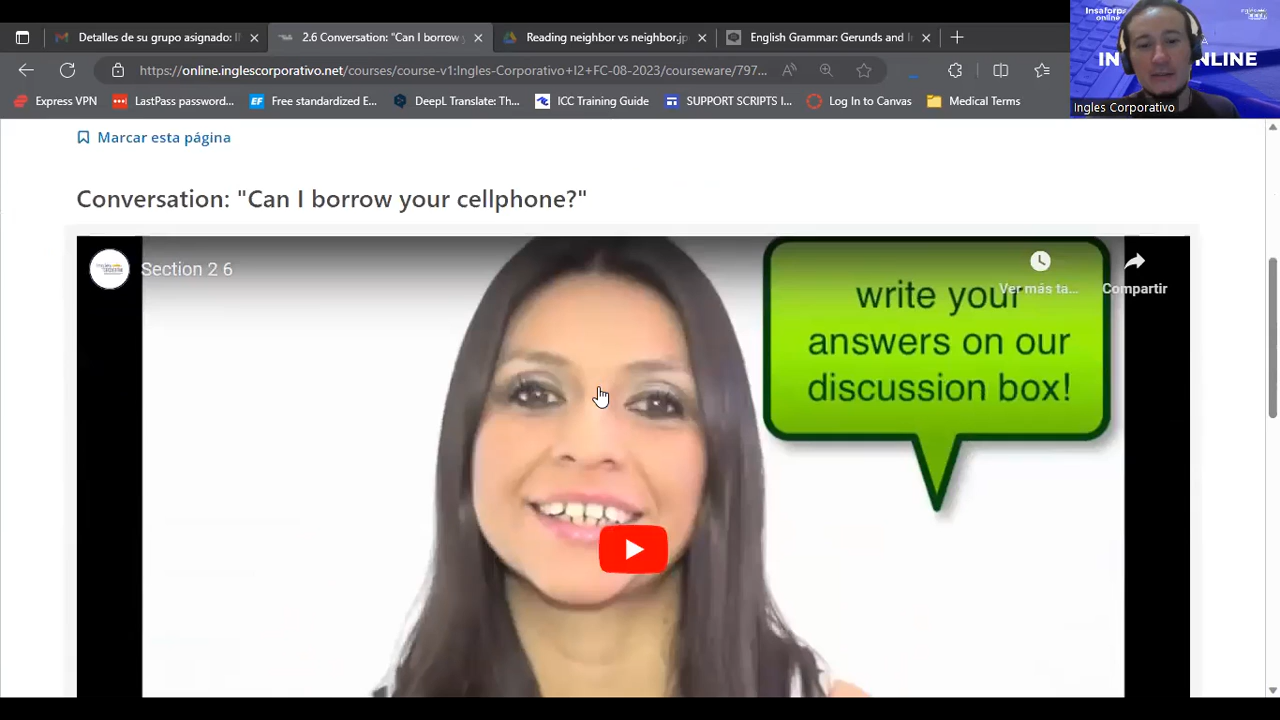 Detalles de su grupo asignado: I
2.6 Conversation: "Can I borrow y
Reading neighbor vs neighbor.jp
English Grammar: Gerunds and I
https://online.inglescorporativo.net/courses/course-v1:Ingles-Corporativo+I2+FC-08-2023/courseware/797...
Express VPN
LastPass password...
Free standardized E...
DeepL Translate: Th...
ICC Training Guide
SUPPORT SCRIPTS I...
Log In to Canvas
Medical Terms
Insaforp
online
IN
NLINE
Ingles Corporativo
Marcar esta página
Conversation: "Can I borrow your cellphone?"
Section 2 6
Ver más ta...
Compartir
write your
answers on our
discussion box!